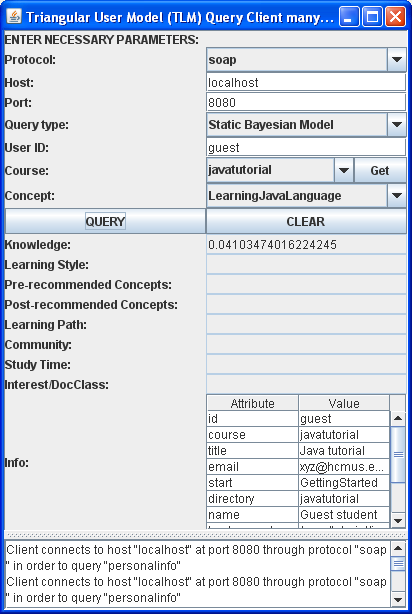 Triangular User Model (TLM) Query Client many...
ENTER NECESSARY PARAMETERS:
Protocol: soap
Host: localhost
Port: 8080
Query type: Static Bayesian Model
User ID: guest
Course: javatutorial Get
Concept: LearningJavaLanguage
QUERY CLEAR
Knowledge: 0.04103474016224245
Learning Style:
Pre-recommended Concepts:
Post-recommended Concepts:
Learning Path:
Community:
Study Time:
Interest/DocClass:
Attribute Value
id guest
course javatutorial
title Java tutorial
email xyz@hcmus.e...
Info:
start GettingStarted
directory javatutorial
name Guest student
Client connects to host "localhost" at port 8080 through protocol "soap
" in order to query "personalinfo"
Client connects to host "localhost" at port 8080 through protocol "soap
" in order to query "personalinfo"